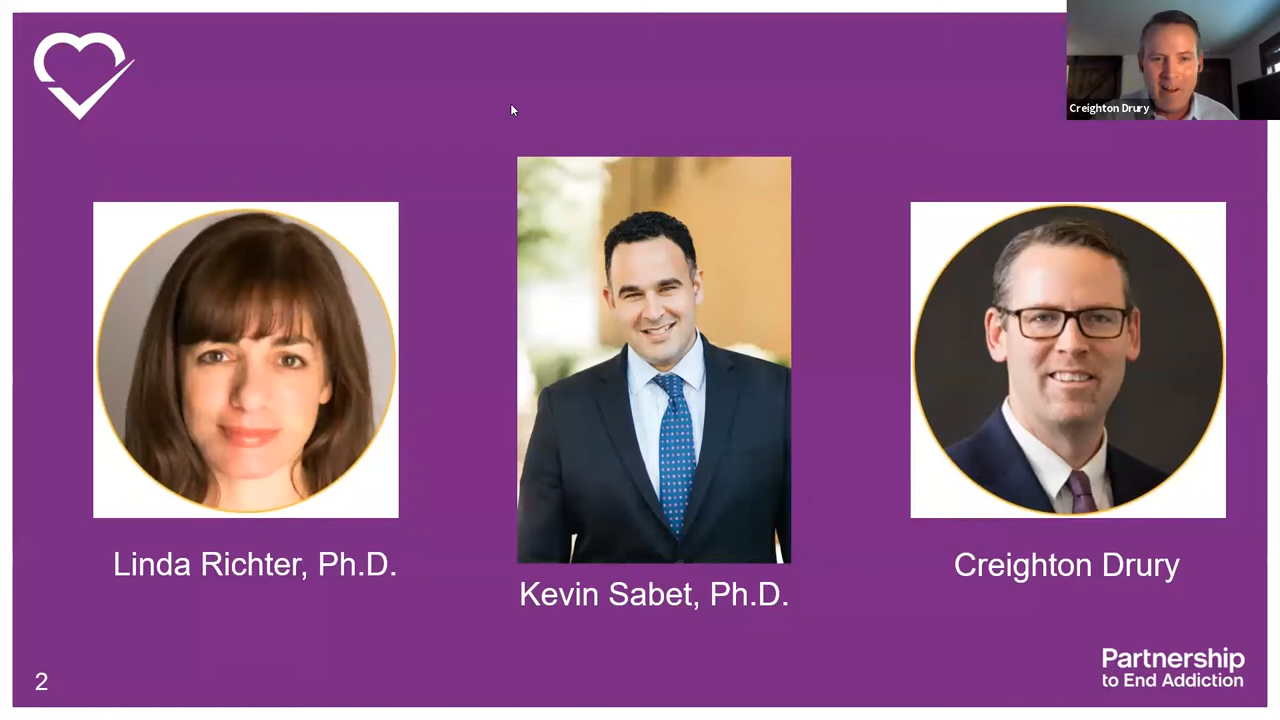 Creighton Drury
Linda Richter, Ph.D.
Kevin Sabet, Ph.D.
Creighton Drury
2
Partnership
to End Addiction